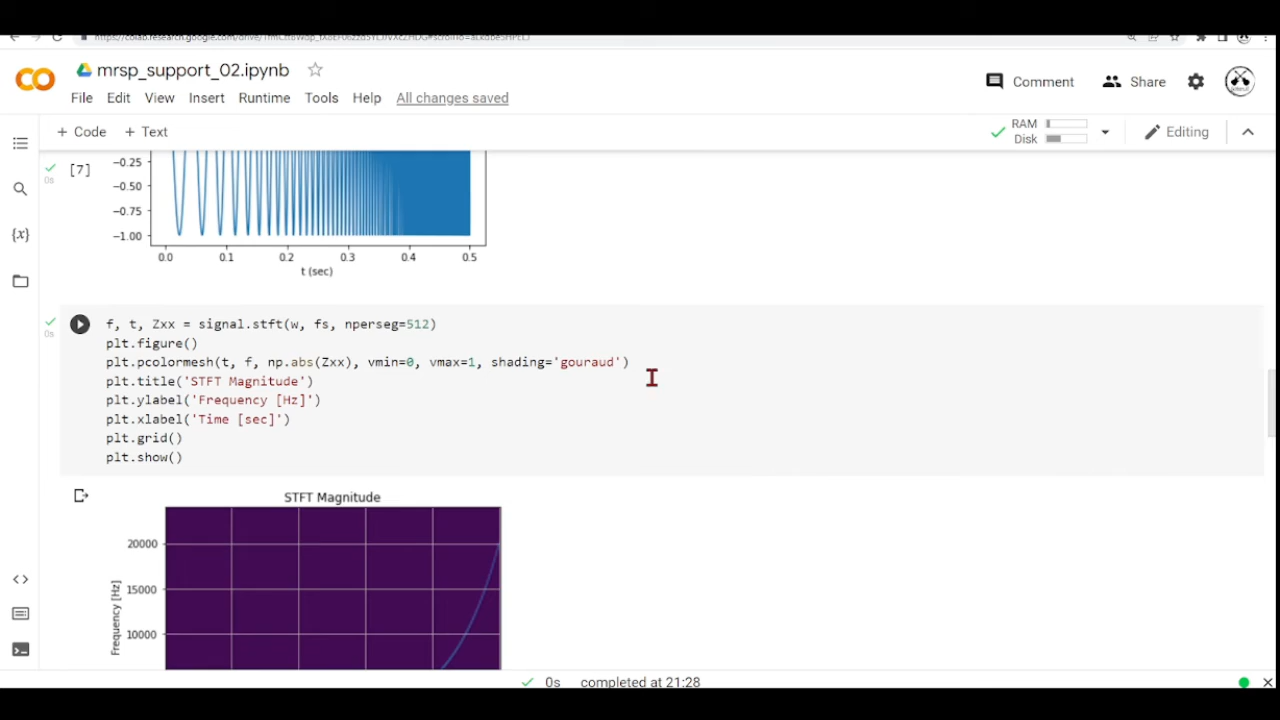 mrsp_support_02.ipynb
File Edit View Insert Runtime Tools Help All changes saved
Comment Share
+ Code + Text
RAM
Disk
Editing
[7]
0s
−0.25
−0.50
−0.75
−1.00
0.0 0.1 0.2 0.3 0.4 0.5
t (sec)
0s
f, t, Zxx = signal.stft(w, fs, nperseg=512)
plt.figure()
plt.pcolormesh(t, f, np.abs(Zxx), vmin=0, vmax=1, shading='gouraud')
plt.title('STFT Magnitude')
plt.ylabel('Frequency [Hz]')
plt.xlabel('Time [sec]')
plt.grid()
plt.show()
STFT Magnitude
20000
15000
10000
Frequency [Hz]
0s completed at 21:28